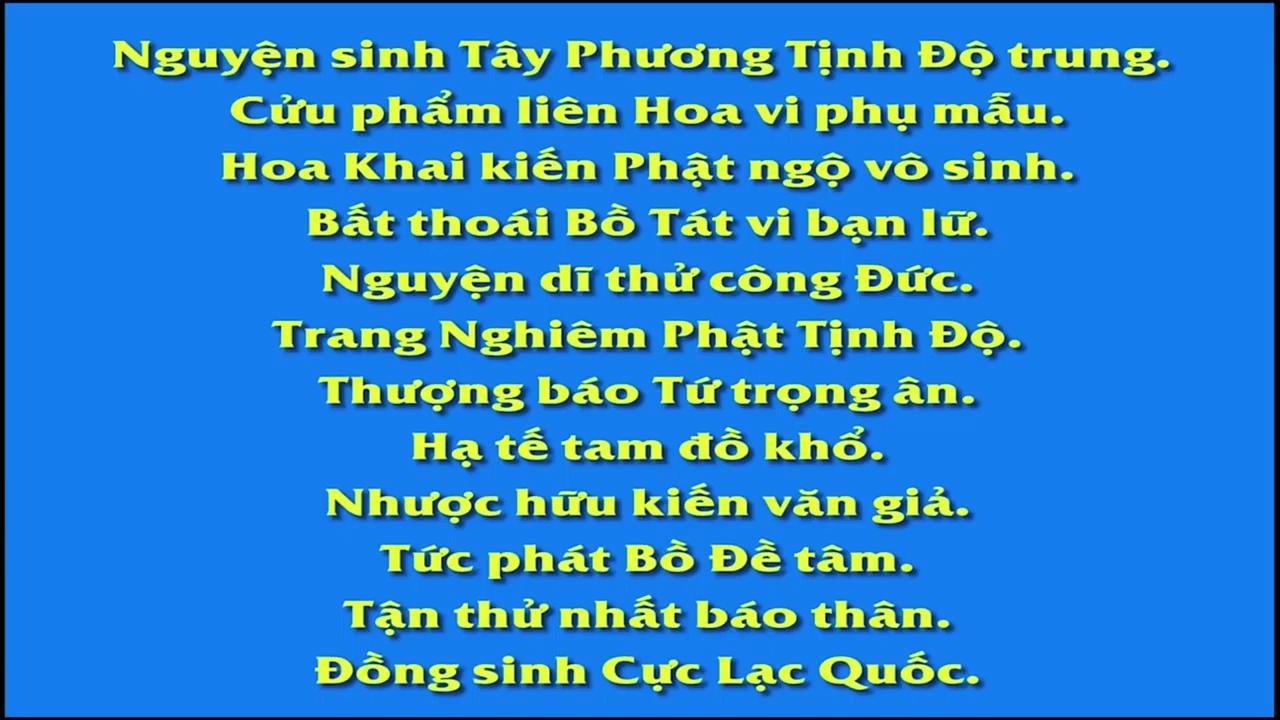 Nguyện sinh Tây Phương Tịnh Độ trung.
Cửu phẩm liên Hoa vi phụ mẫu.
Hoa Khai kiến Phật ngộ vô sinh.
Bất thoái Bồ Tát vi bạn lữ.
Nguyện dĩ thử công Đức.
Trang Nghiêm Phật Tịnh Độ.
Thượng báo Tứ trọng ân.
Hạ tế tam đồ khổ.
Nhược hữu kiến văn giả.
Tức phát Bồ Đề tâm.
Tận thử nhất báo thân.
Đồng sinh Cực Lạc Quốc.